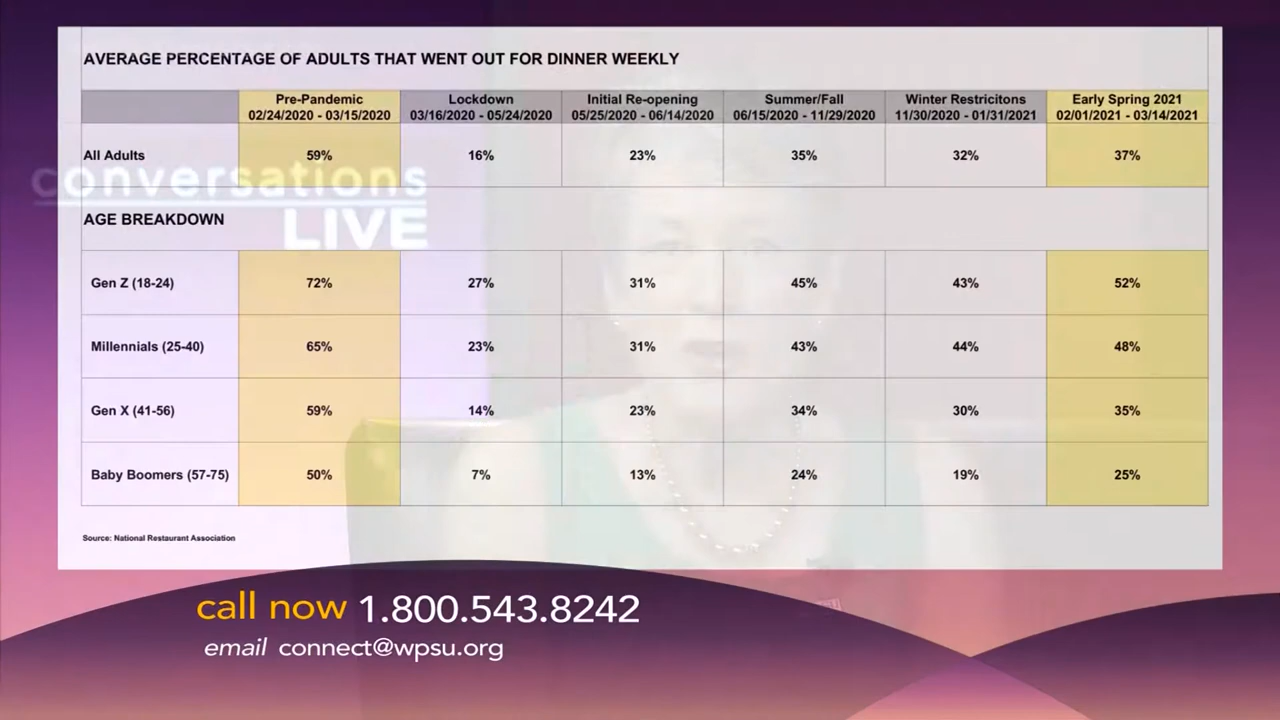 AVERAGE PERCENTAGE OF ADULTS THAT WENT OUT FOR DINNER WEEKLY
Pre-Pandemic Lockdown Initial Re-opening Summer/Fall Winter Restricitons Early Spring 2021
02/24/2020 - 03/15/2020 03/16/2020 - 05/24/2020 05/25/2020 - 06/14/2020 06/15/2020 - 11/29/2020 11/30/2020 - 01/31/2021 02/01/2021 - 03/14/2021
All Adults 59% 16% 23% 35% 32% 37%
conversations
LIVE
AGE BREAKDOWN
Gen Z (18-24) 72% 27% 31% 45% 43% 52%
Millennials (25-40) 65% 23% 31% 43% 44% 48%
Gen X (41-56) 59% 14% 23% 34% 30% 35%
Baby Boomers (57-75) 50% 7% 13% 24% 19% 25%
Source: National Restaurant Association
call now 1.800.543.8242
email connect@wpsu.org